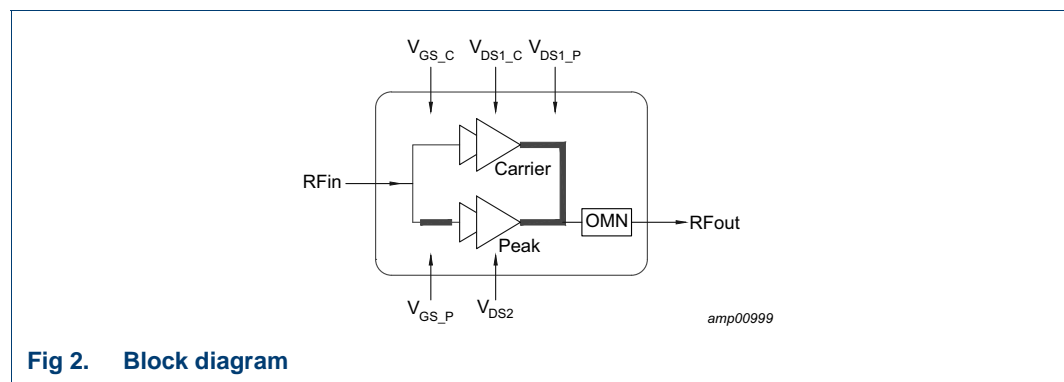 V_GS_C V_DS1_C V_DS1_P
Carrier
RFin
OMN RFout
Peak
V_GS_P V_DS2
amp00999
Fig 2. Block diagram